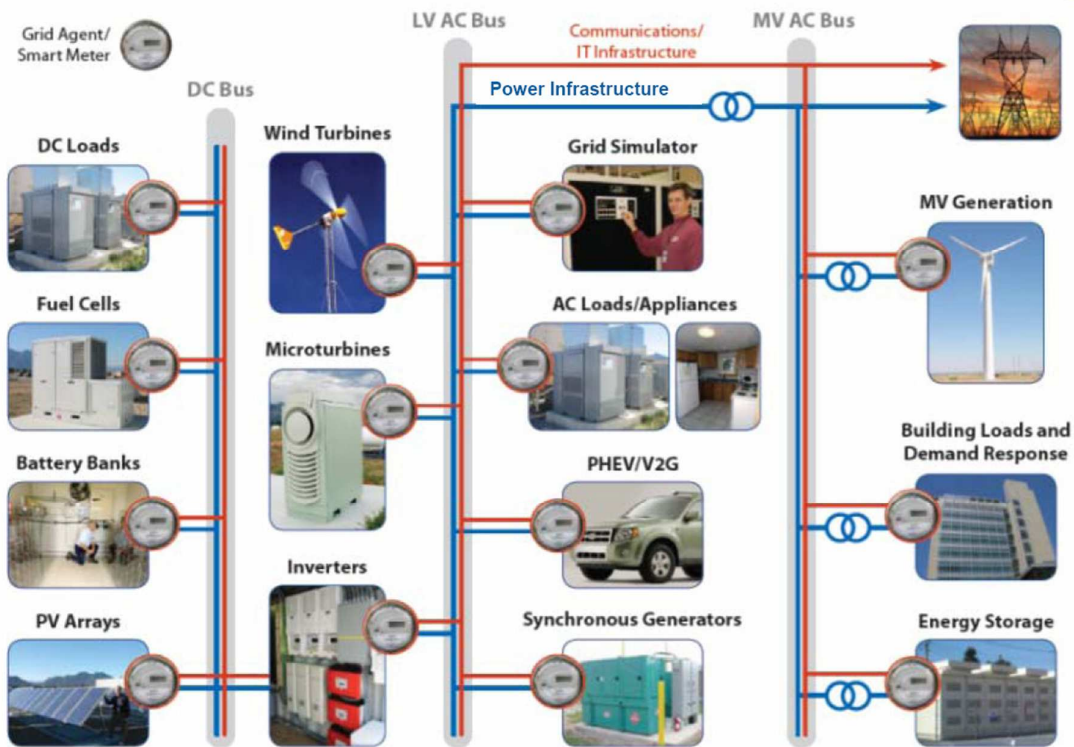 Grid Agent/
Smart Meter
DC Bus
LV AC Bus
MV AC Bus
Communications/
IT Infrastructure
Power Infrastructure
DC Loads
Fuel Cells
Battery Banks
PV Arrays
Wind Turbines
Microturbines
Inverters
Grid Simulator
AC Loads/Appliances
PHEV/V2G
Synchronous Generators
MV Generation
Building Loads and
Demand Response
Energy Storage